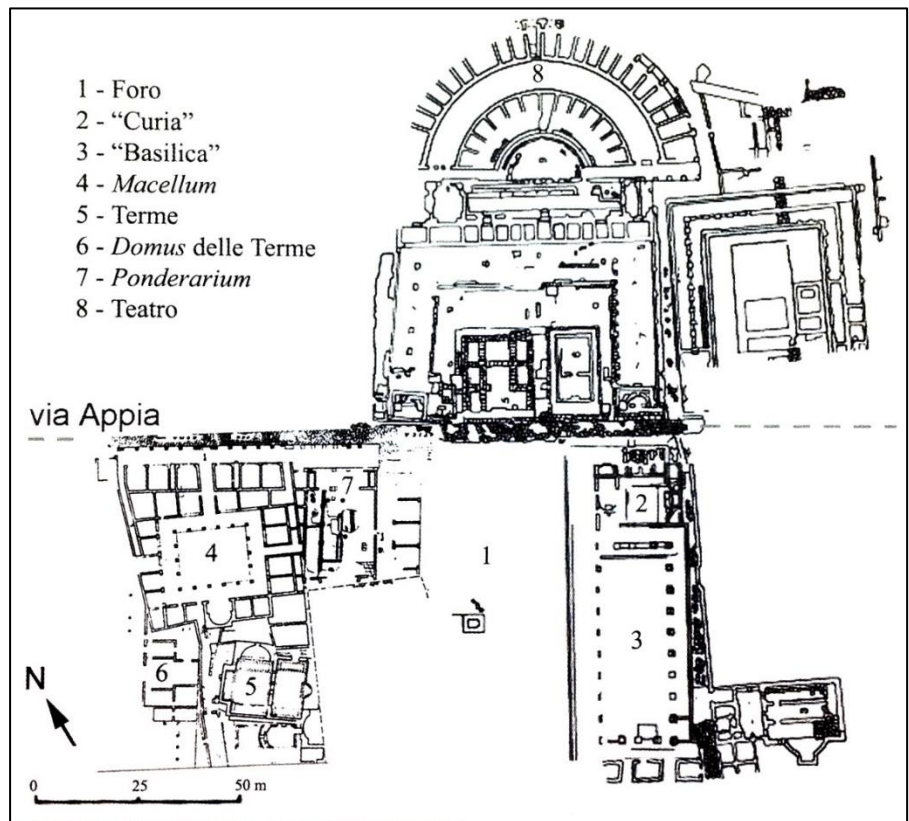 1 - Foro
2 - “Curia”
3 - “Basilica”
4 - Macellum
5 - Terme
6 - Domus delle Terme
7 - Ponderarium
8 - Teatro
8
via Appia
7
2
4
1
3
6
5
N
0 25 50 m